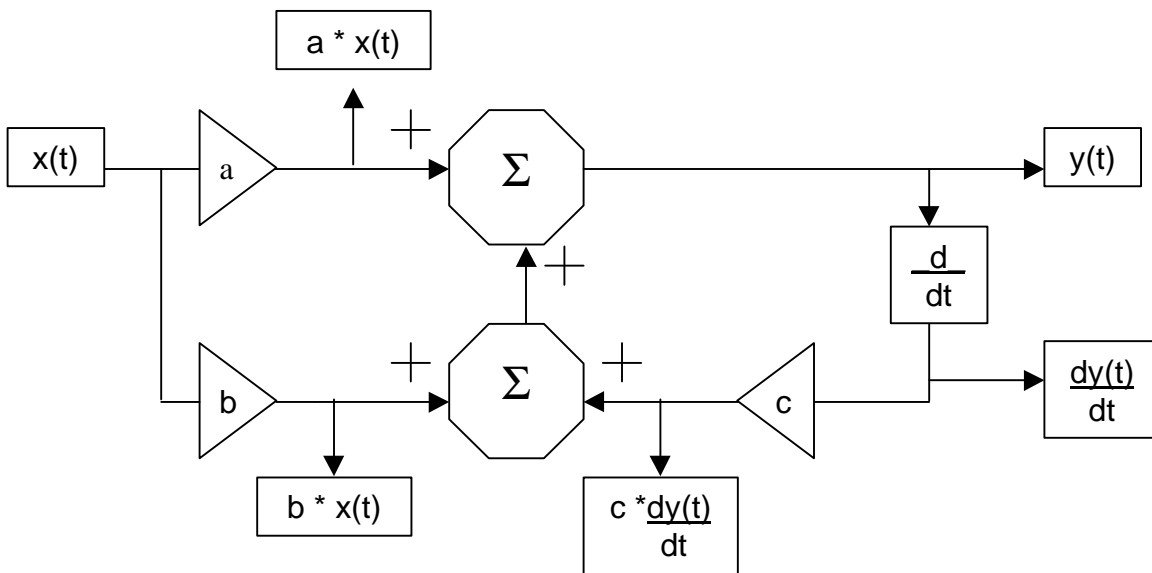 a * x(t)
+
x(t)
a
Σ
y(t)
+
d
dt
+
+
b
Σ
c
dy(t)
dt
b * x(t)
c *dy(t)
dt